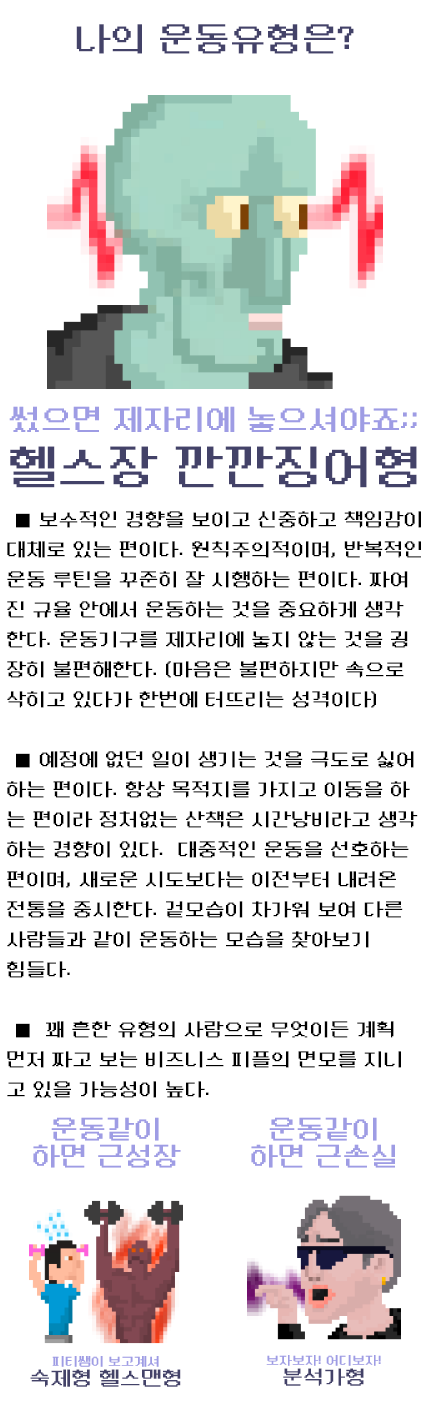 나의 운동유형은?
썼으면 제자리에 놓으셔야죠;;
헬스장 깐깐징어형
■ 보수적인 경향을 보이고 신중하고 책임감이
대체로 있는 편이다. 원칙주의적이며, 반복적인
운동 루틴을 꾸준히 잘 시행하는 편이다. 짜여
진 규율 안에서 운동하는 것을 중요하게 생각
한다. 운동기구를 제자리에 놓지 않는 것을 굉
장히 불편해한다. (마음은 불편하지만 속으로
삭히고 있다가 한번에 터뜨리는 성격이다)
■ 예정에 없던 일이 생기는 것을 극도로 싫어
하는 편이다. 항상 목적지를 가지고 이동을 하
는 편이라 정처없는 산책은 시간낭비라고 생각
하는 경향이 있다. 대중적인 운동을 선호하는
편이며, 새로운 시도보다는 이전부터 내려온
전통을 중시한다. 겉모습이 차가워 보여 다른
사람들과 같이 운동하는 모습을 찾아보기
힘들다.
■ 꽤 흔한 유형의 사람으로 무엇이든 계획
먼저 짜고 보는 비즈니스 피플의 면모를 지니
고 있을 가능성이 높다.
운동같이
하면 근성장
운동같이
하면 근손실
피티쌤이 보고계셔
숙제형 헬스맨형
보자보자! 어디보자!
분석가형